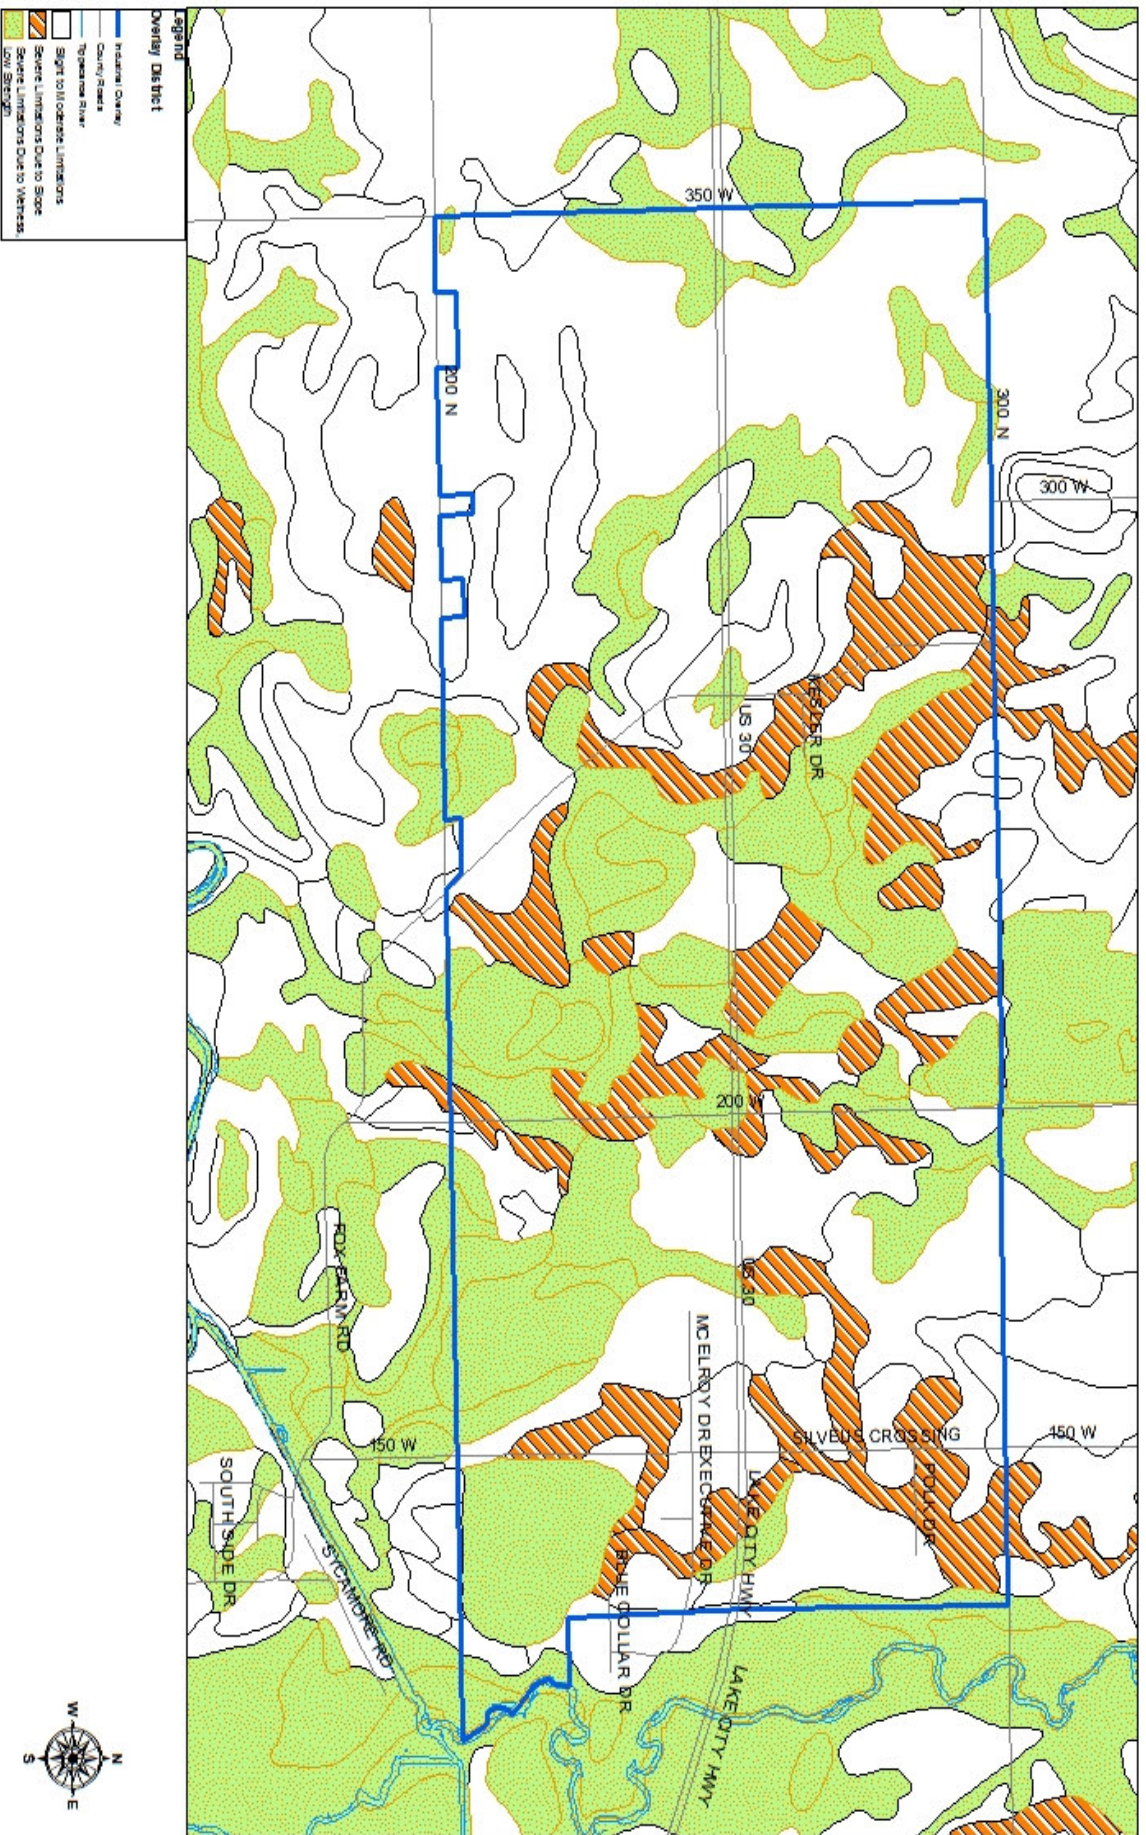 Legend
Overlay District
Industrial Overlay
County Roads
Tippecanoe River
Slight to Moderate Limitations
Severe Limitations Due to Slope
Severe Limitations Due to Wetness,
Low Strength
350 W
300 N
300 W
200 N
KESLER DR
US 30
200 W
US 30
FOX FARM RD
MCELROY DR
EXECUTIVE DR
SILVEUS CROSSING
150 W
150 W
POLK DR
LAKE CITY HWY
BLUE COLLAR DR
SOUTH SIDE DR
SYCAMORE RD
LAKE CITY HWY
N
W
E
S